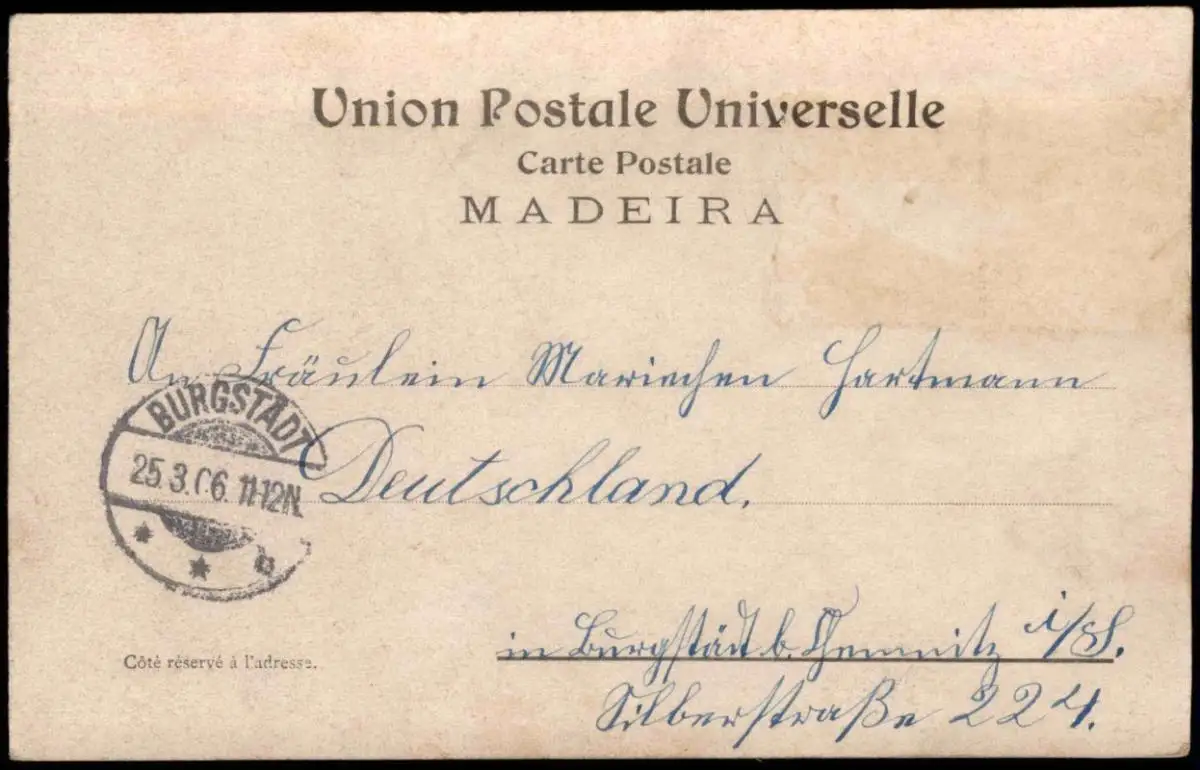 Union Postale Universelle
Carte Postale
MADEIRA
An Fräulein Mariechen Hartmann
BURGSTÄDT
25.3.06. 11-12N.
* * b
Deutschland.
in Burgstädt b. Chemnitz i/S.
Côté réservé à l'adresse.
Silberstraße 224.